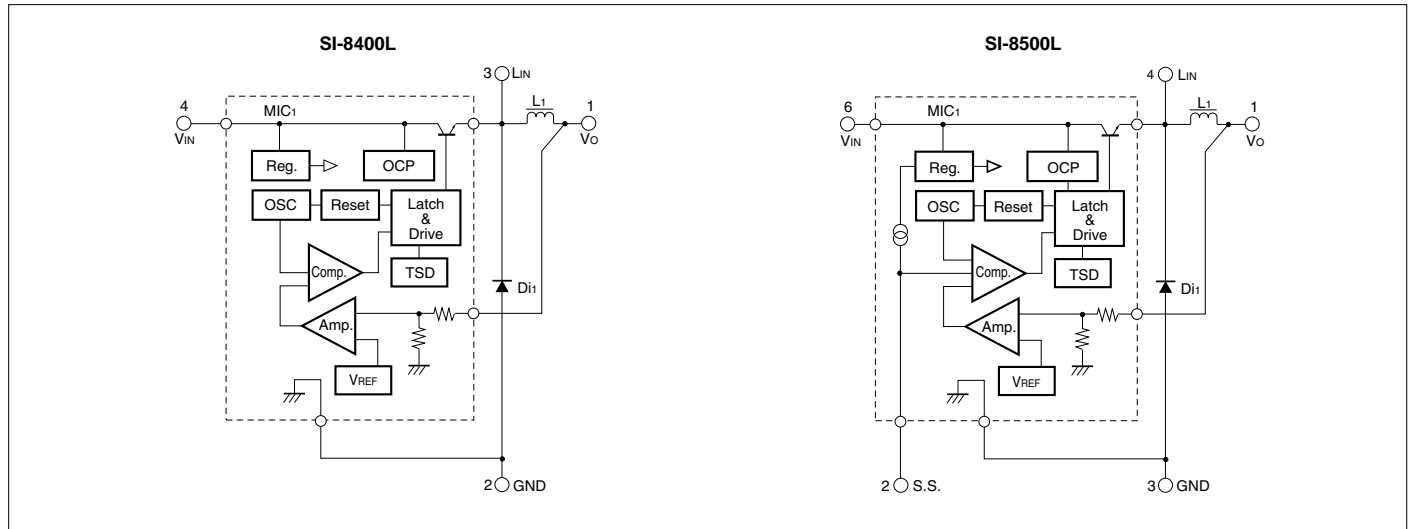 SI-8400L
3 LIN
4
VIN
MIC1
L1
1
VO
Reg.
OCP
OSC
Reset
Latch
&
Drive
Comp.
TSD
Di1
Amp.
VREF
2 GND
SI-8500L
4 LIN
6
VIN
MIC1
L1
1
VO
Reg.
OCP
OSC
Reset
Latch
&
Drive
Comp.
TSD
Di1
Amp.
VREF
2 S.S.
3 GND